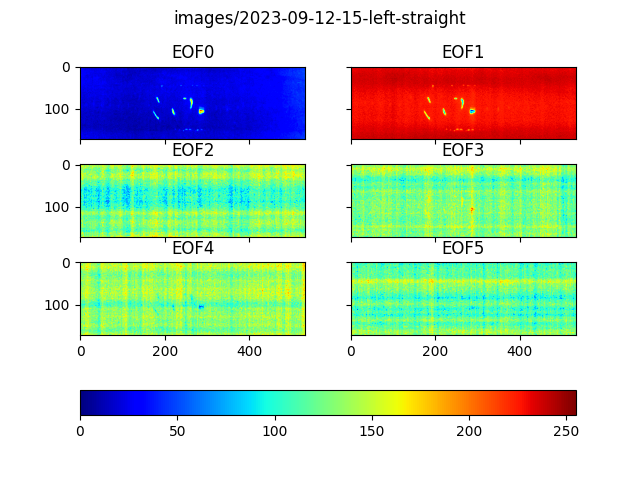 images/2023-09-12-15-left-straight
EOF0 EOF1
0
100
EOF2 EOF3
0
100
EOF4 EOF5
0
100
0 200 400 0 200 400
0 50 100 150 200 250